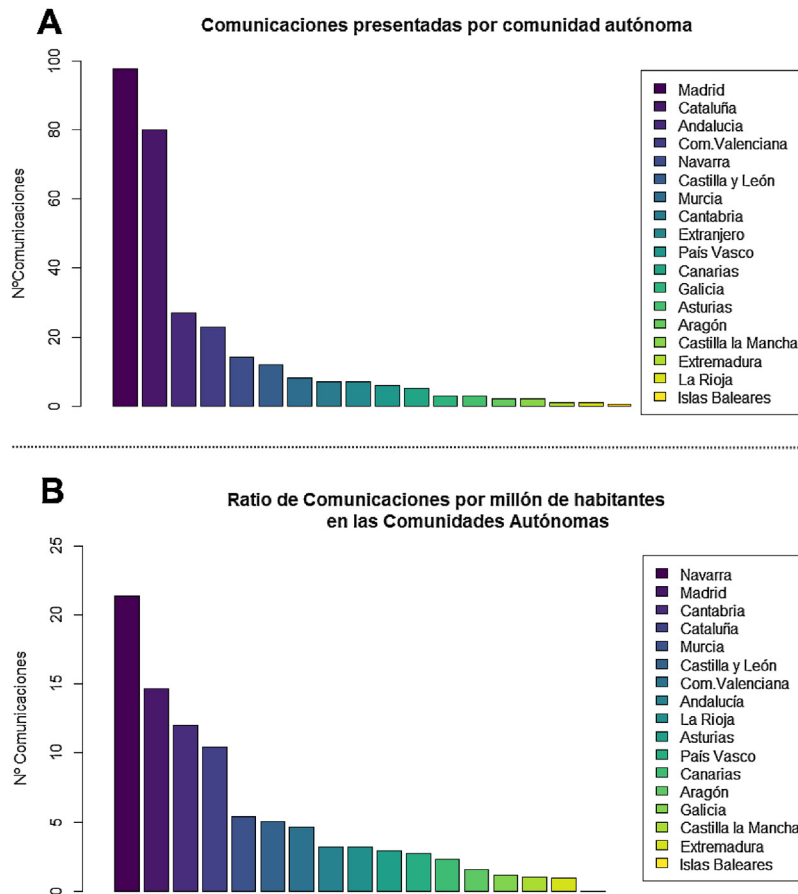 A
Comunicaciones presentadas por comunidad autónoma
NºComunicaciones
100
80
60
40
20
0
Madrid
Cataluña
Andalucia
Com.Valenciana
Navarra
Castilla y León
Murcia
Cantabria
Extranjero
País Vasco
Canarias
Galicia
Asturias
Aragón
Castilla la Mancha
Extremadura
La Rioja
Islas Baleares
B
Ratio de Comunicaciones por millón de habitantes
en las Comunidades Autónomas
Nº Comunicaciones
25
20
15
10
5
0
Navarra
Madrid
Cantabria
Cataluña
Murcia
Castilla y León
Com.Valenciana
Andalucía
La Rioja
Asturias
País Vasco
Canarias
Aragón
Galicia
Castilla la Mancha
Extremadura
Islas Baleares